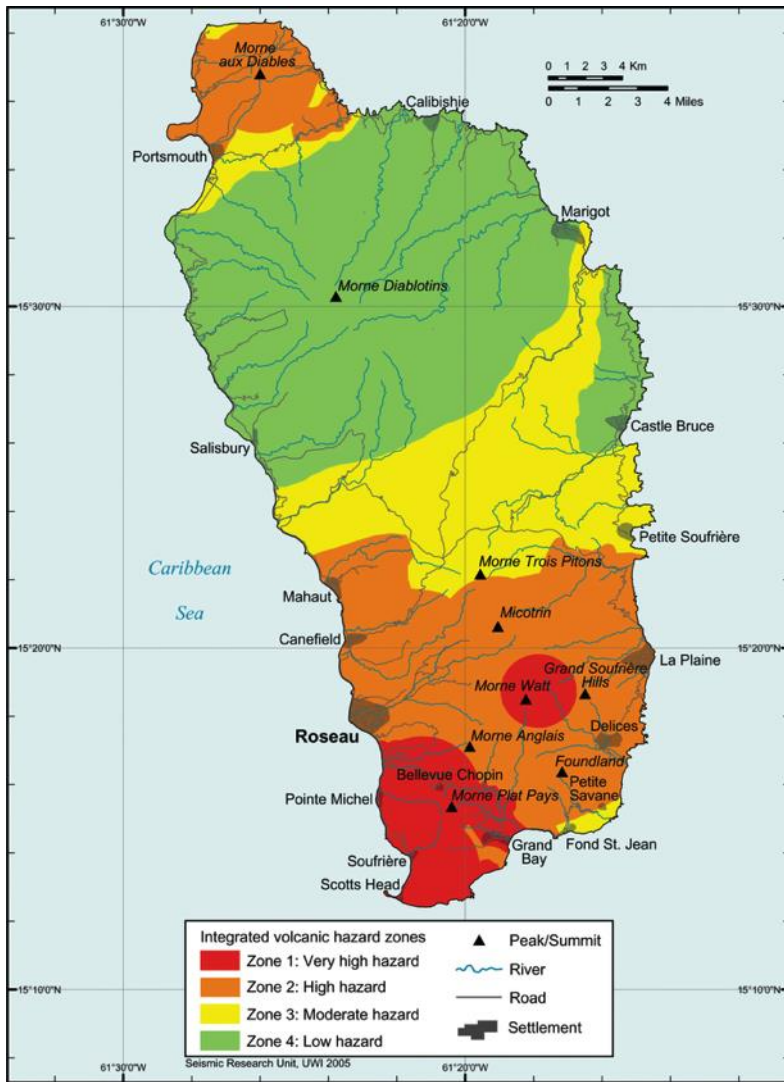 61°30'0"W
61°20'0"W
Morne
aux Diables
0 1 2 3 4 Km
0 1 2 3 4 Miles
Calibishie
Portsmouth
Marigot
Morne Diablotins
15°30'0"N
15°30'0"N
Castle Bruce
Salisbury
Petite Soufrière
Caribbean
Sea
Morne Trois Pitons
Mahaut
Micotrin
Canefield
15°20'0"N
15°20'0"N
La Plaine
Grand Soufrière
Hills
Morne Watt
Roseau
Morne Anglais
Delices
Foundland
Bellevue Chopin
Petite
Savane
Pointe Michel
Morne Plat Pays
Grand
Bay
Fond St. Jean
Soufrière
Scotts Head
Integrated volcanic hazard zones
Zone 1: Very high hazard
Zone 2: High hazard
Zone 3: Moderate hazard
Zone 4: Low hazard
Peak/Summit
River
Road
Settlement
Seismic Research Unit, UWI 2005
15°10'0"N
15°10'0"N
61°30'0"W
61°20'0"W